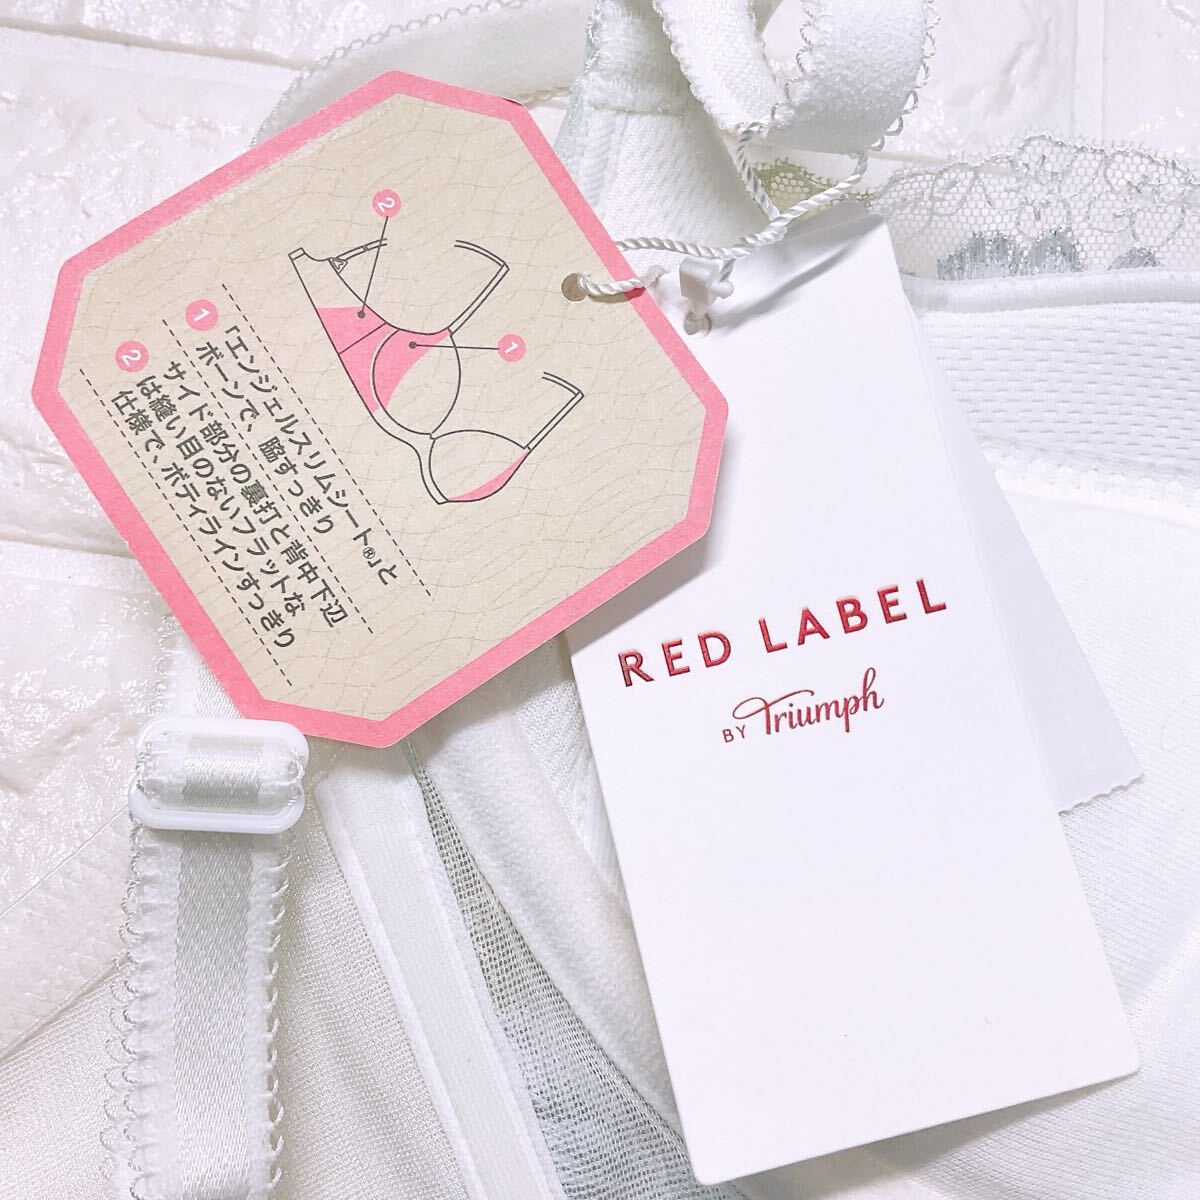 2
1
1 「エンジェルスリムシート®」と
ボーンで、脇すっきり
2 サイド部分の裏打と背中下辺
は縫い目のないフラットな
仕様で、ボディラインすっきり
RED LABEL
BY Triumph